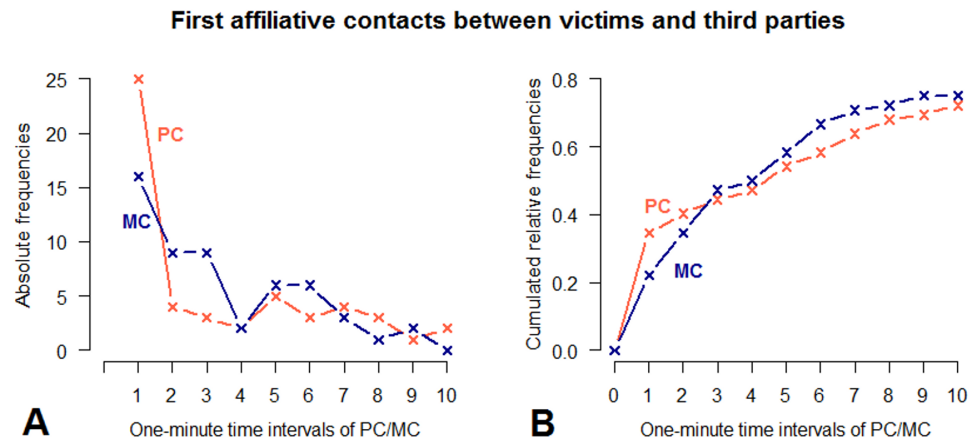 First affiliative contacts between victims and third parties
Absolute frequencies
25
20
15
10
5
0
PC
MC
1 2 3 4 5 6 7 8 9 10
One-minute time intervals of PC/MC
A
Cumulated relative frequencies
0.8
0.6
0.4
0.2
0.0
PC
MC
0 1 2 3 4 5 6 7 8 9 10
One-minute time intervals of PC/MC
B